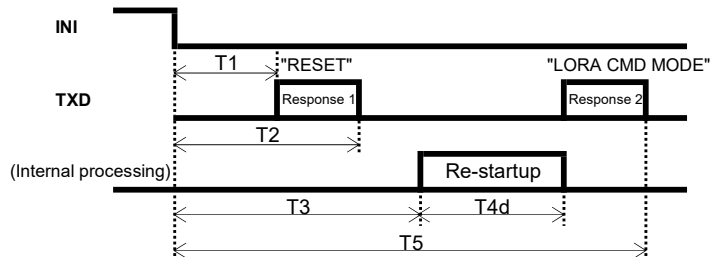 INI
T1
"RESET"
"LORA CMD MODE"
TXD
Response 1
Response 2
T2
(Internal processing)
Re-startup
T3
T4d
T5